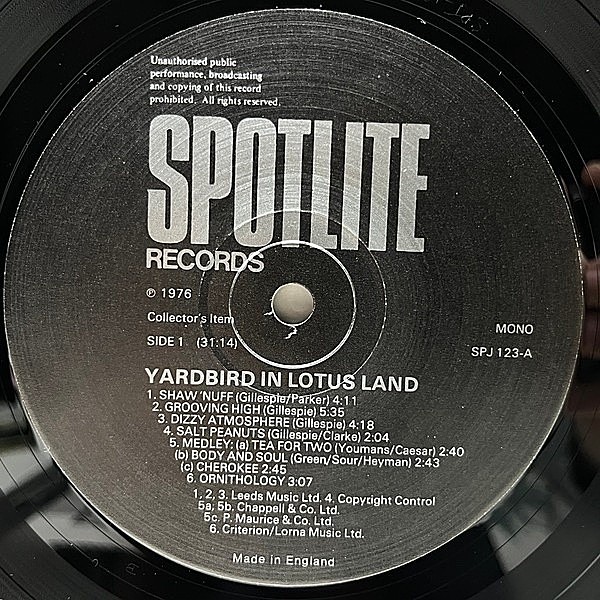 Unauthorised public
performance, broadcasting
and copying of this record
prohibited. All rights reserved.
SPOTLITE
RECORDS
℗ 1976
Collector's Item
MONO
SIDE 1 (31:14)
SPJ 123-A
YARDBIRD IN LOTUS LAND
1. SHAW 'NUFF (Gillespie/Parker) 4:11
2. GROOVING HIGH (Gillespie) 5:35
3. DIZZY ATMOSPHERE (Gillespie) 4:18
4. SALT PEANUTS (Gillespie/Clarke) 2:04
5. MEDLEY: (a) TEA FOR TWO (Youmans/Caesar) 2:40
(b) BODY AND SOUL (Green/Sour/Heyman) 2:43
(c) CHEROKEE 2:45
6. ORNITHOLOGY 3:07
1, 2, 3. Leeds Music Ltd. 4. Copyright Control
5a, 5b. Chappell & Co. Ltd.
5c. P. Maurice & Co. Ltd.
6. Criterion/Lorna Music Ltd.
Made in England